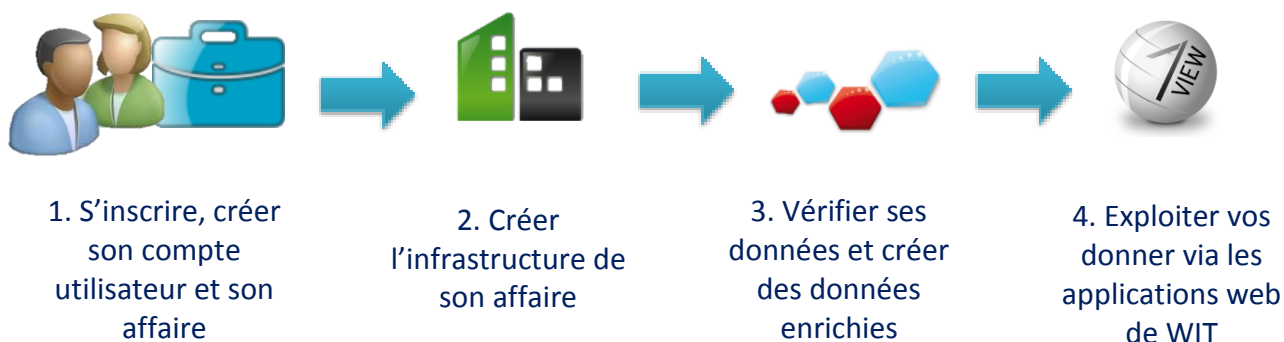 1. S’inscrire, créer
son compte
utilisateur et son
affaire
2. Créer
l’infrastructure de
son affaire
3. Vérifier ses
données et créer
des données
enrichies
VIEW
4. Exploiter vos
donner via les
applications web
de WIT